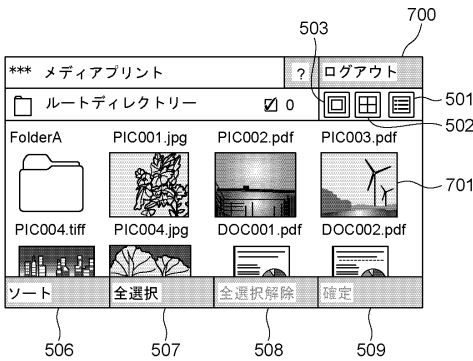 503
700
*** メディアプリント ? ログアウト
ルートディレクトリー 0
501
502
FolderA PIC001.jpg PIC002.pdf PIC003.pdf
701
PIC004.tiff PIC004.jpg DOC001.pdf DOC002.pdf
ソート 全選択 全選択解除 確定
506 507 508 509